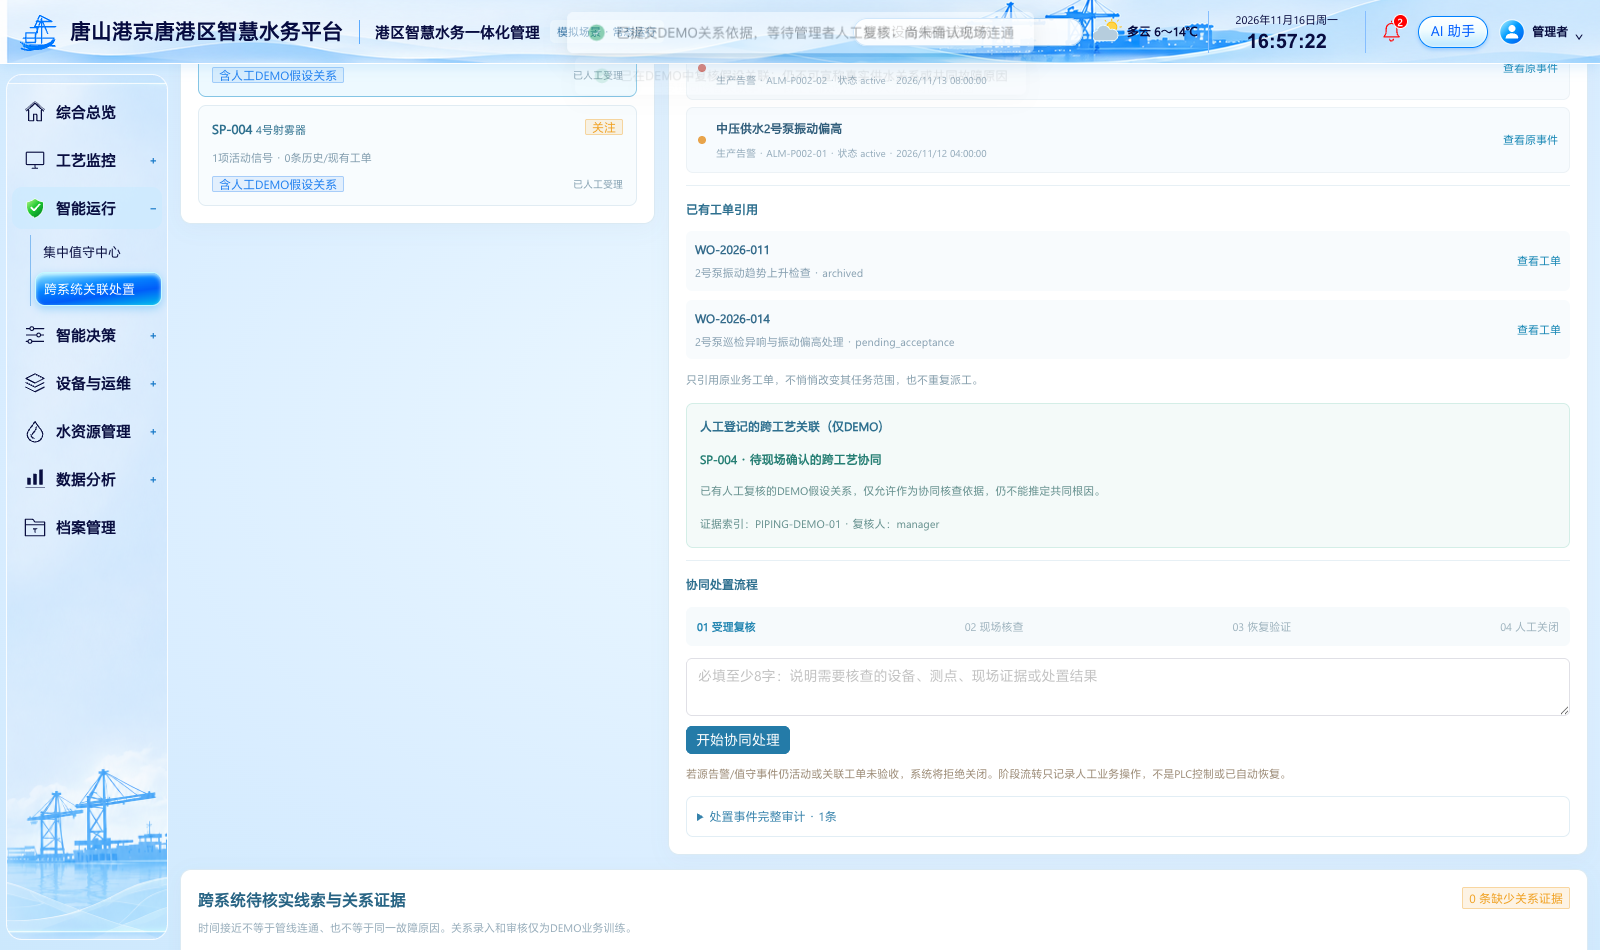 唐山港京唐港区智慧水务平台
港区智慧水务一体化管理
模拟场
已提交DEMO关系依据，等待管理者人工复核；尚未确认现场连通
多云 6~14℃
2026年11月16日周一
16:57:22
2
AI 助手
管理者
综合总览
工艺监控
智能运行
集中值守中心
跨系统关联处置
智能决策
设备与运维
水资源管理
数据分析
档案管理
含人工DEMO假设关系
已人工受理
SP-004 4号射雾器
关注
1项活动信号 · 0条历史/现有工单
含人工DEMO假设关系
已人工受理
生产告警 · ALM-P002-02 · 状态 active · 2026/11/13 08:00:00
查看原事件
中压供水2号泵振动偏高
生产告警 · ALM-P002-01 · 状态 active · 2026/11/12 04:00:00
查看原事件
已有工单引用
WO-2026-011
2号泵振动趋势上升检查 · archived
查看工单
WO-2026-014
2号泵巡检异响与振动偏高处理 · pending_acceptance
查看工单
只引用原业务工单，不悄悄改变其任务范围，也不重复派工。
人工登记的跨工艺关联（仅DEMO）
SP-004 · 待现场确认的跨工艺协同
已有人工复核的DEMO假设关系，仅允许作为协同核查依据，仍不能推定共同根因。
证据索引：PIPING-DEMO-01 · 复核人：manager
协同处置流程
01 受理复核
02 现场核查
03 恢复验证
04 人工关闭
必填至少8字：说明需要核查的设备、测点、现场证据或处置结果
开始协同处理
若源告警/值守事件仍活动或关联工单未验收，系统将拒绝关闭。阶段流转只记录人工业务操作，不是PLC控制或已自动恢复。
处置事件完整审计 · 1条
跨系统待核实线索与关系证据
0 条缺少关系证据
时间接近不等于管线连通、也不等于同一故障原因。关系录入和审核仅为DEMO业务训练。